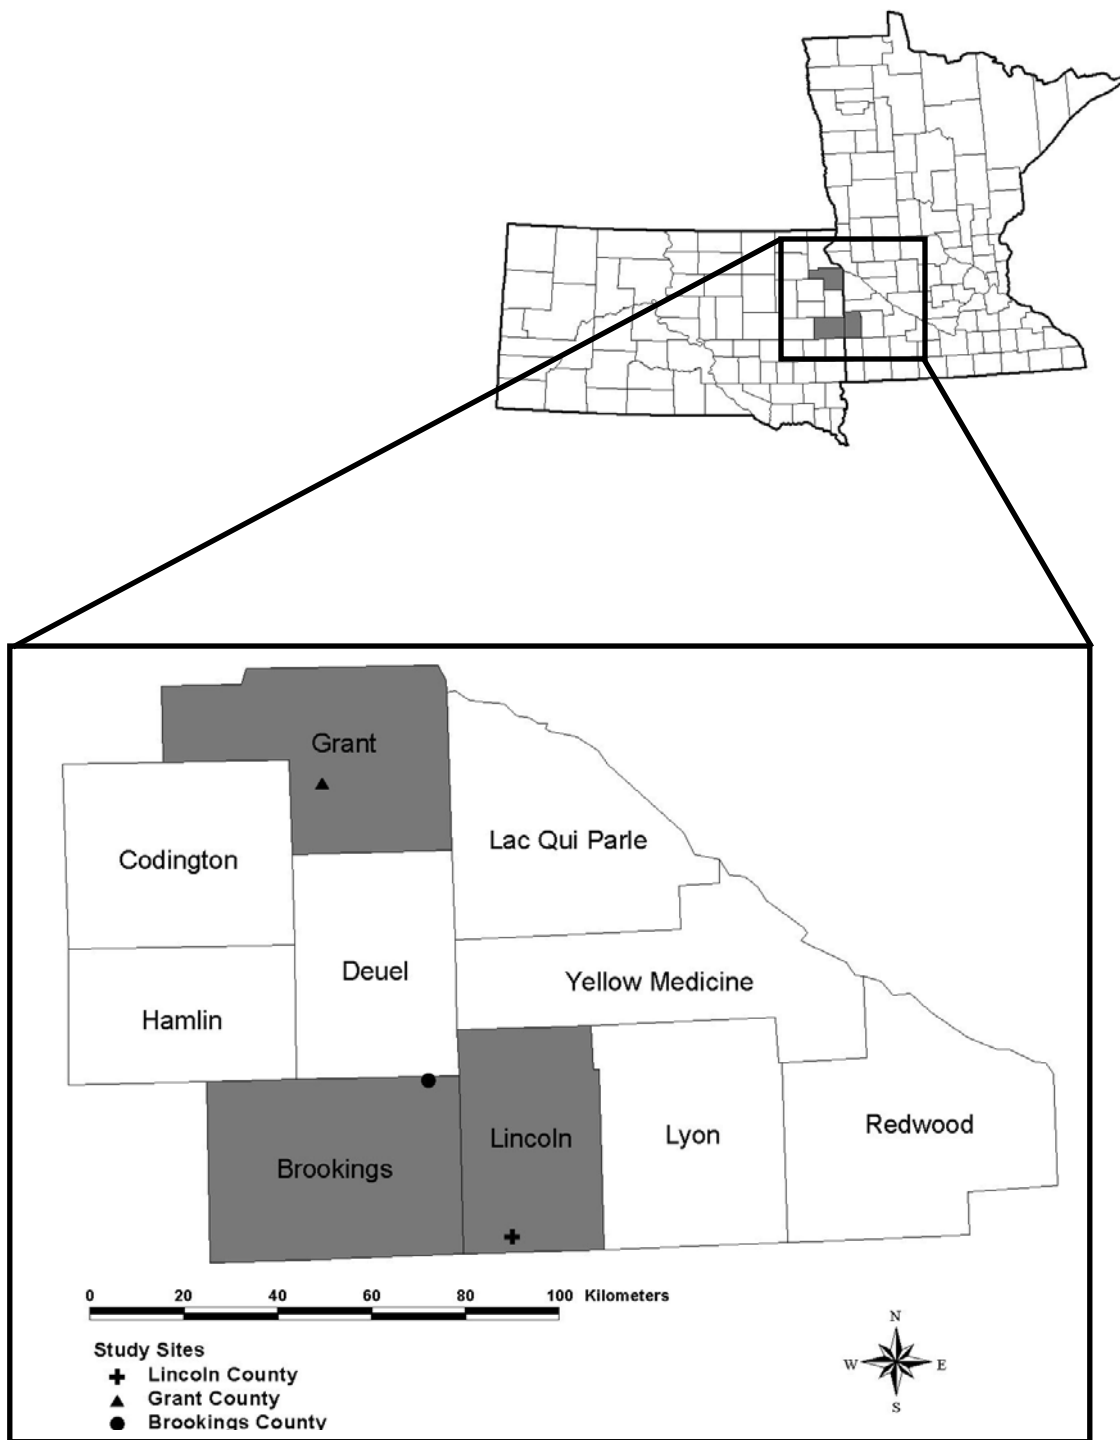 Grant
Lac Qui Parle
Codington
Deuel
Yellow Medicine
Hamlin
Redwood
Lyon
Lincoln
Brookings
0 20 40 60 80 100 Kilometers
Study Sites
Lincoln County
Grant County
Brookings County
N
W E
S